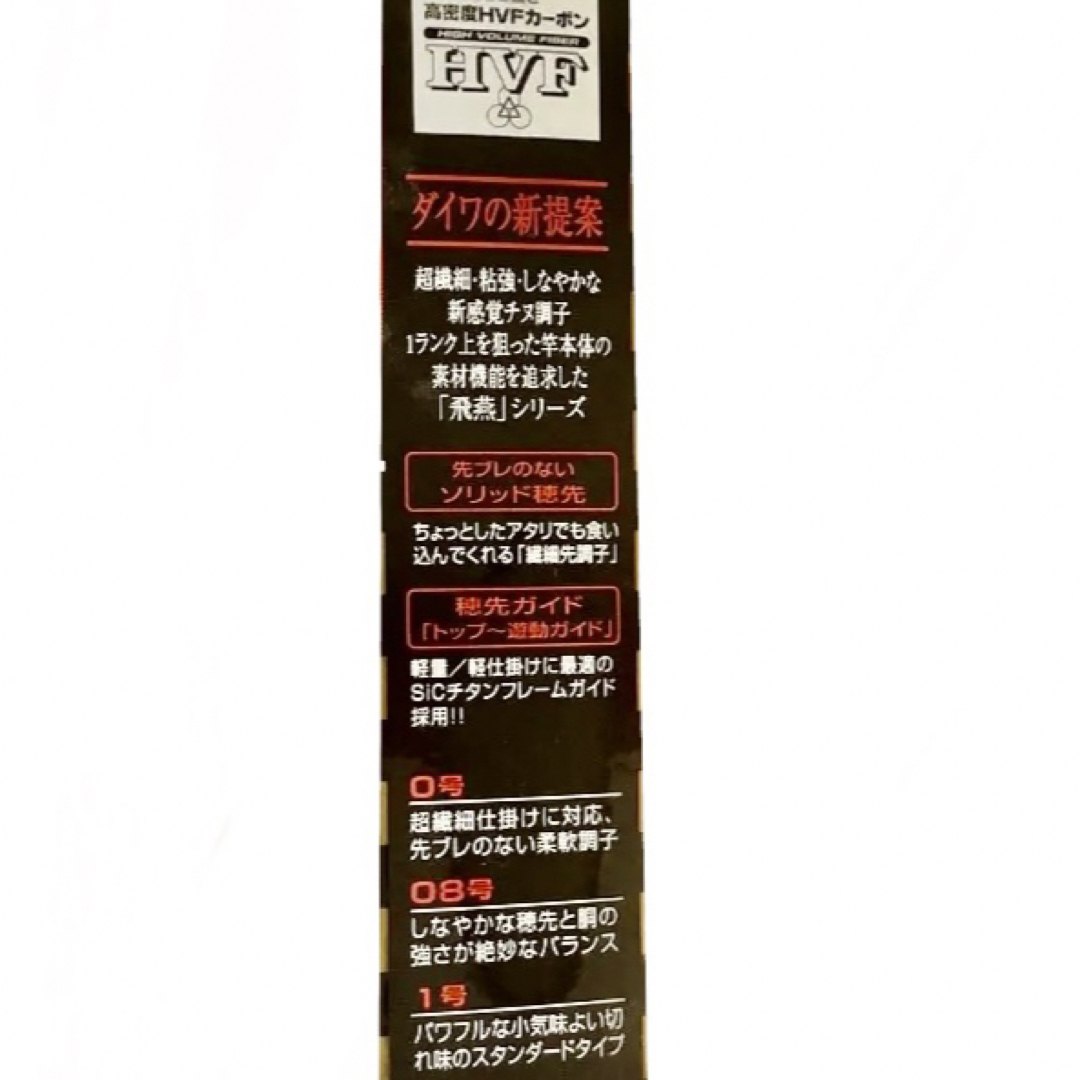 高密度HVFカーボン
HIGH VOLUME FIBER
HVF
ダイワの新提案
超繊細・粘強・しなやかな
新感覚チヌ調子
1ランク上を狙った竿本体の
素材機能を追求した
「飛燕」シリーズ
先ブレのない
ソリッド穂先
ちょっとしたアタリでも食い
込んでくれる「繊細先調子」
穂先ガイド
「トップ〜遊動ガイド」
軽量／軽仕掛けに最適の
SiCチタンフレームガイド
採用!!
0号
超繊細仕掛けに対応、
先ブレのない柔軟調子
08号
しなやかな穂先と胴の
強さが絶妙なバランス
1号
パワフルな小気味よい切
れ味のスタンダードタイプ